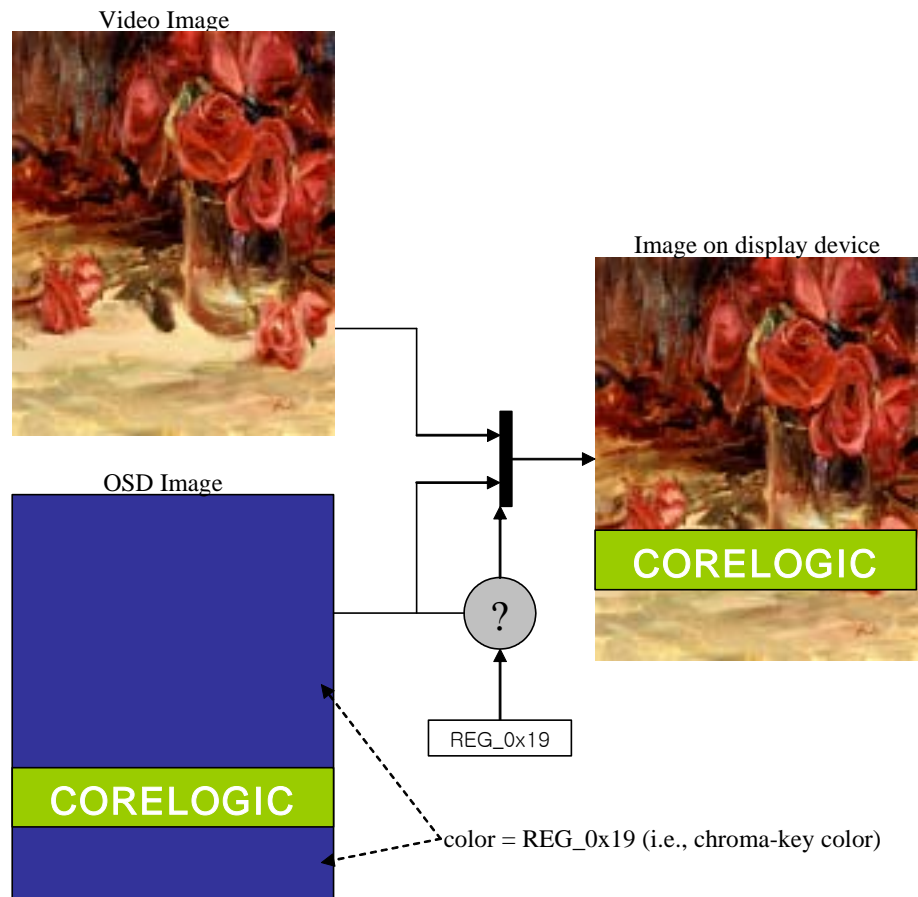 Video Image
Image on display device
CORELOGIC
OSD Image
?
REG_0x19
CORELOGIC
color = REG_0x19 (i.e., chroma-key color)